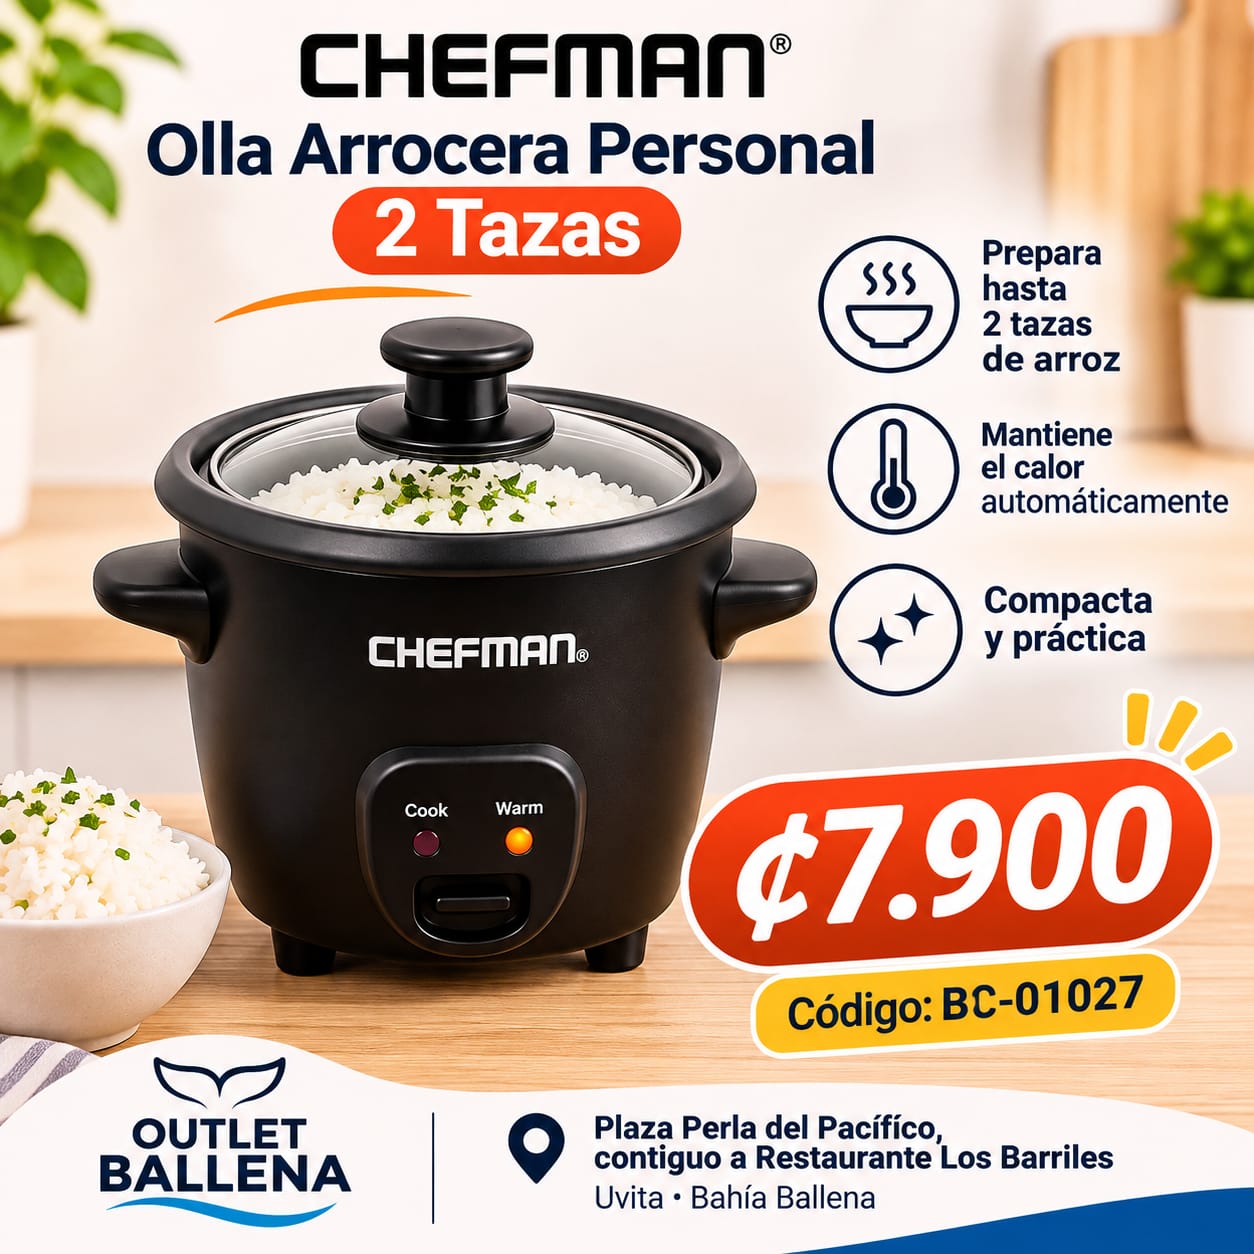 CHEFMAN®
Olla Arrocera Personal
2 Tazas
Prepara
hasta
2 tazas
de arroz
Mantiene
el calor
automáticamente
Compacta
y práctica
CHEFMAN®
Cook Warm
₡7.900
Código: BC-01027
OUTLET
BALLENA
Plaza Perla del Pacífico,
contiguo a Restaurante Los Barriles
Uvita • Bahía Ballena